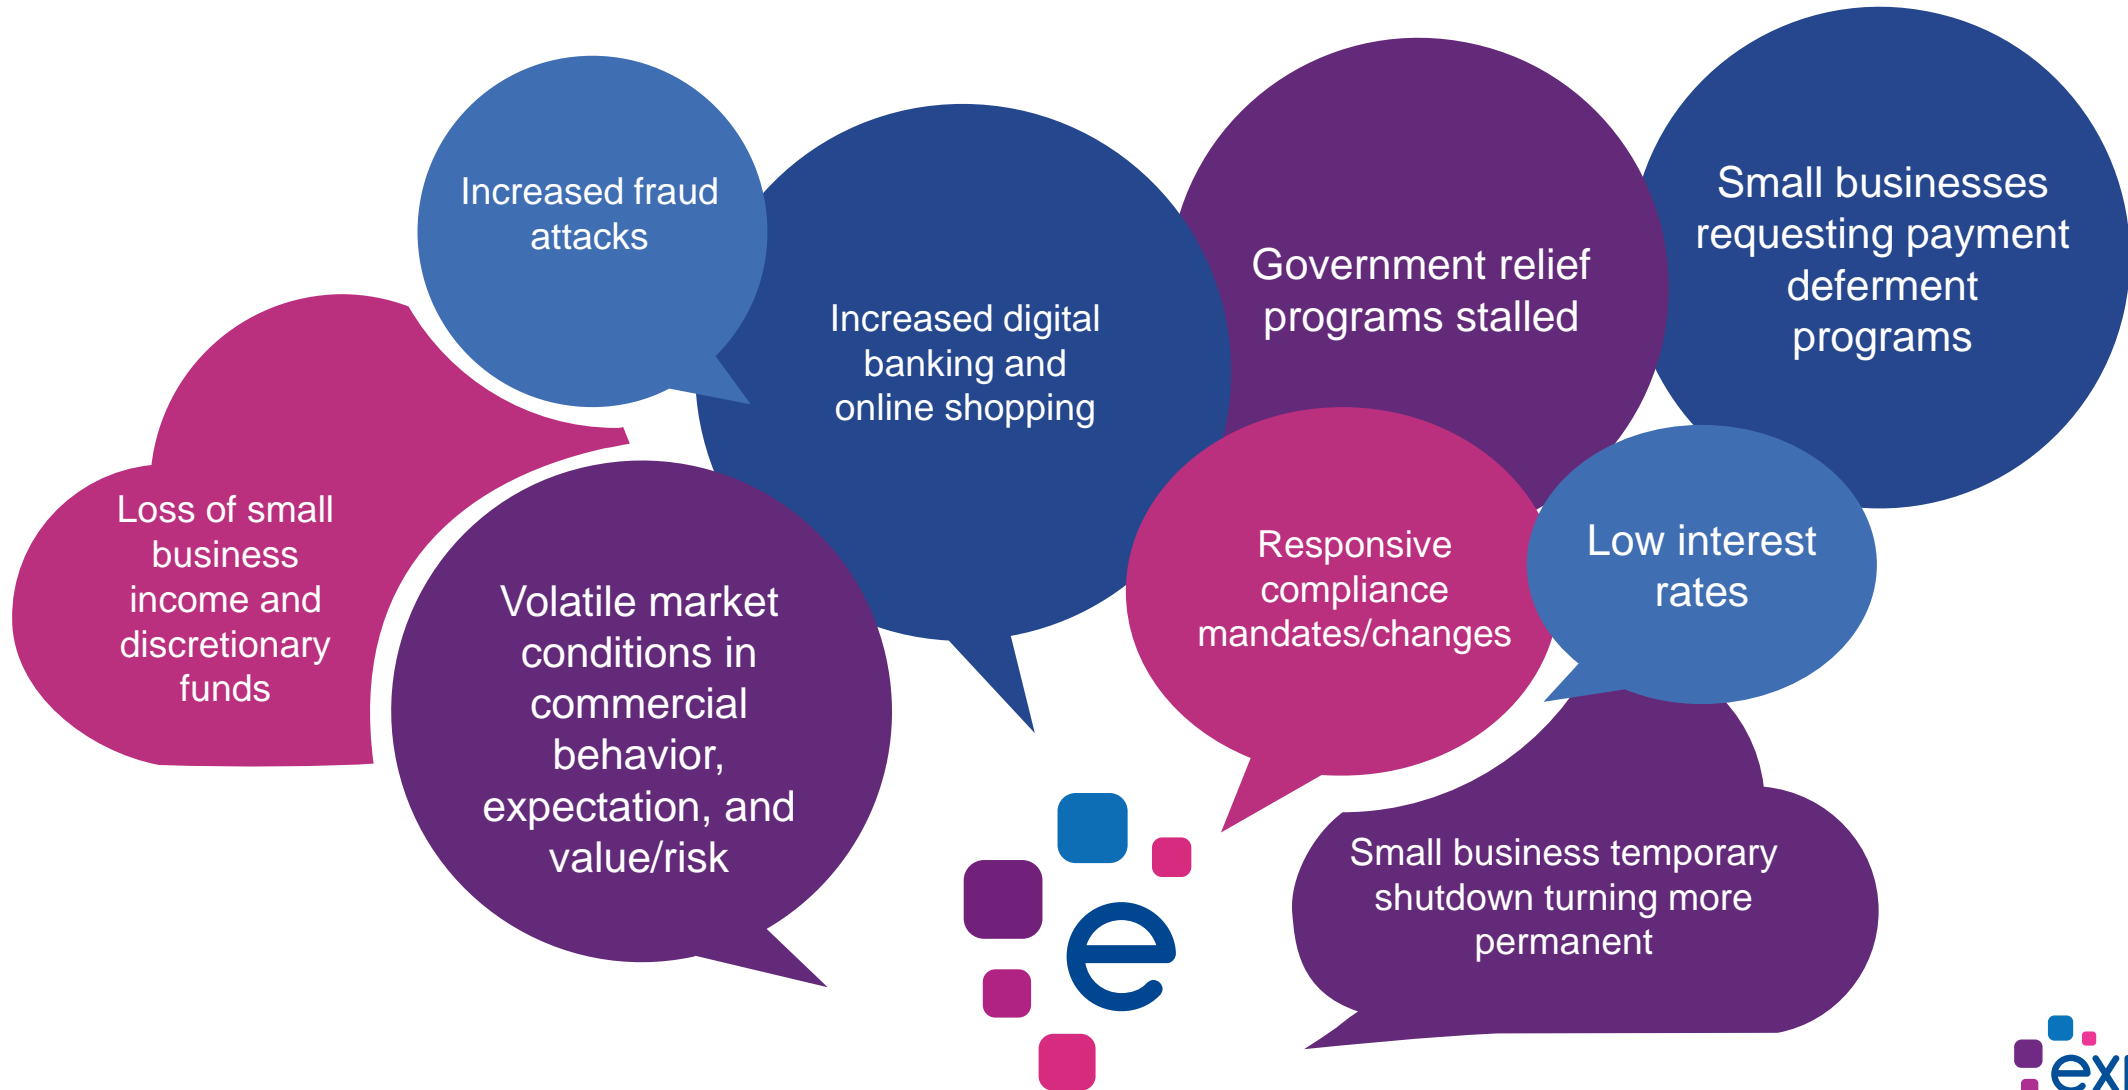 Increased fraud
attacks
Increased digital
banking and
online shopping
Government relief
programs stalled
Small businesses
requesting payment
deferment
programs
Loss of small
business
income and
discretionary
funds
Volatile market
conditions in
commercial
behavior,
expectation, and
value/risk
Responsive
compliance
mandates/changes
Low interest
rates
Small business temporary
shutdown turning more
permanent
e